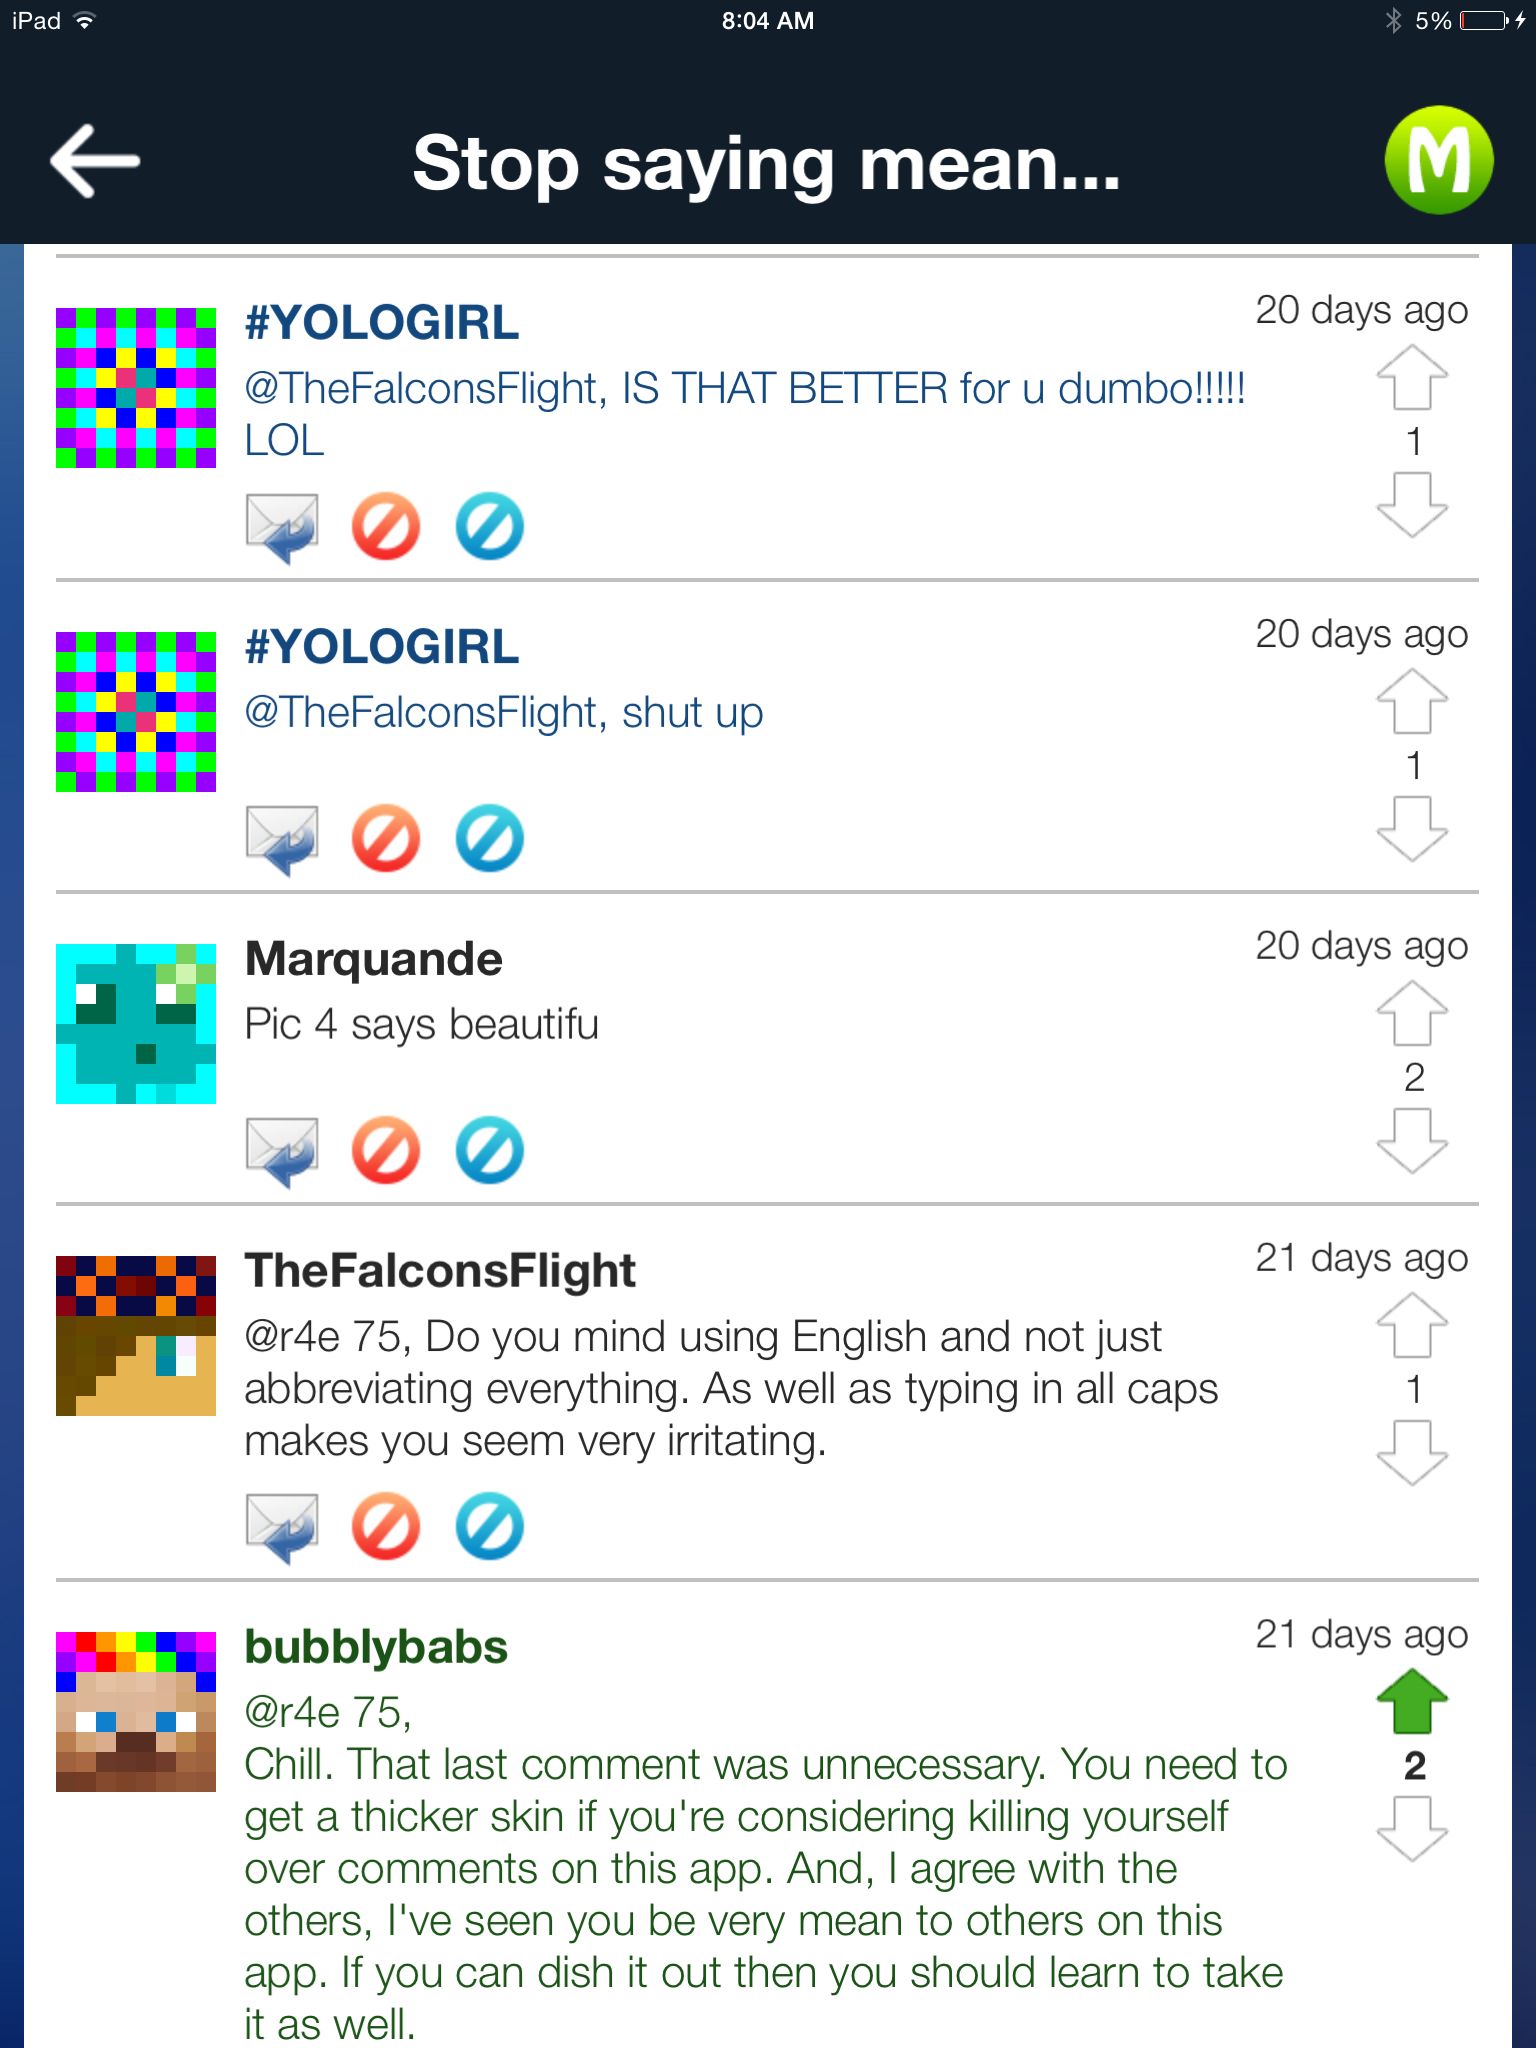 iPad 8:04 AM 5%
Stop saying mean...
M
#YOLOGIRL
20 days ago
@TheFalconsFlight, IS THAT BETTER for u dumbo!!!!!
LOL
1
#YOLOGIRL
20 days ago
@TheFalconsFlight, shut up
1
Marquande
20 days ago
Pic 4 says beautifu
2
TheFalconsFlight
21 days ago
@r4e 75, Do you mind using English and not just
abbreviating everything. As well as typing in all caps
makes you seem very irritating.
1
bubblybabs
21 days ago
@r4e 75,
Chill. That last comment was unnecessary. You need to
get a thicker skin if you're considering killing yourself
over comments on this app. And, I agree with the
others, I've seen you be very mean to others on this
app. If you can dish it out then you should learn to take
it as well.
2